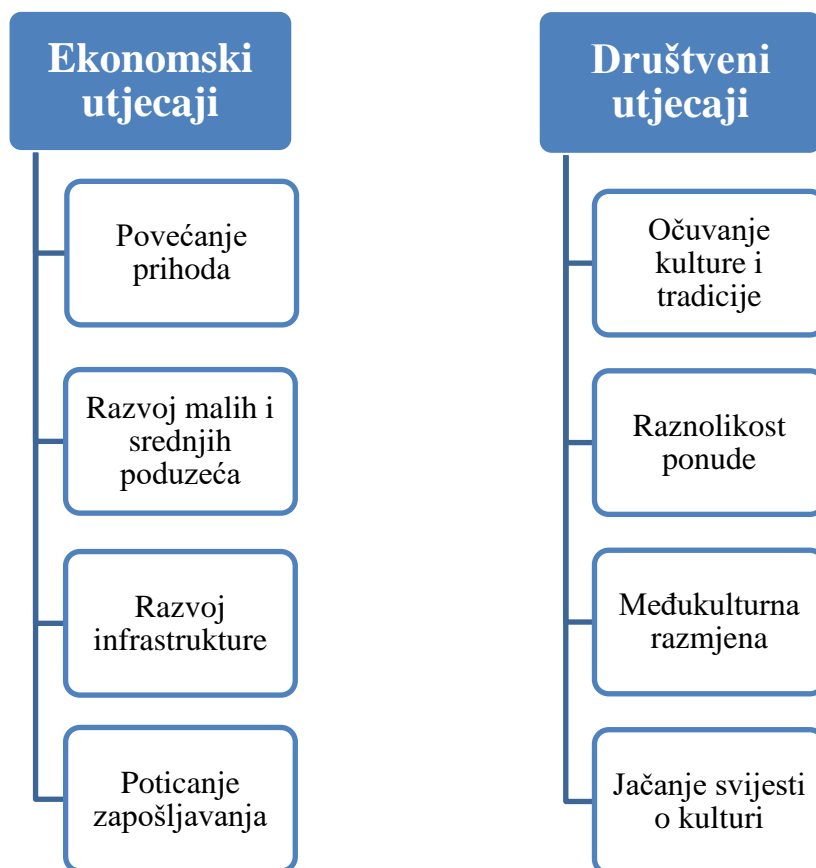 Ekonomski
utjecaji
Povećanje
prihoda
Razvoj malih i
srednjih
poduzeća
Razvoj
infrastrukture
Poticanje
zapošljavanja
Društveni
utjecaji
Očuvanje
kulture i
tradicije
Raznolikost
ponude
Međukulturna
razmjena
Jačanje svijesti
o kulturi